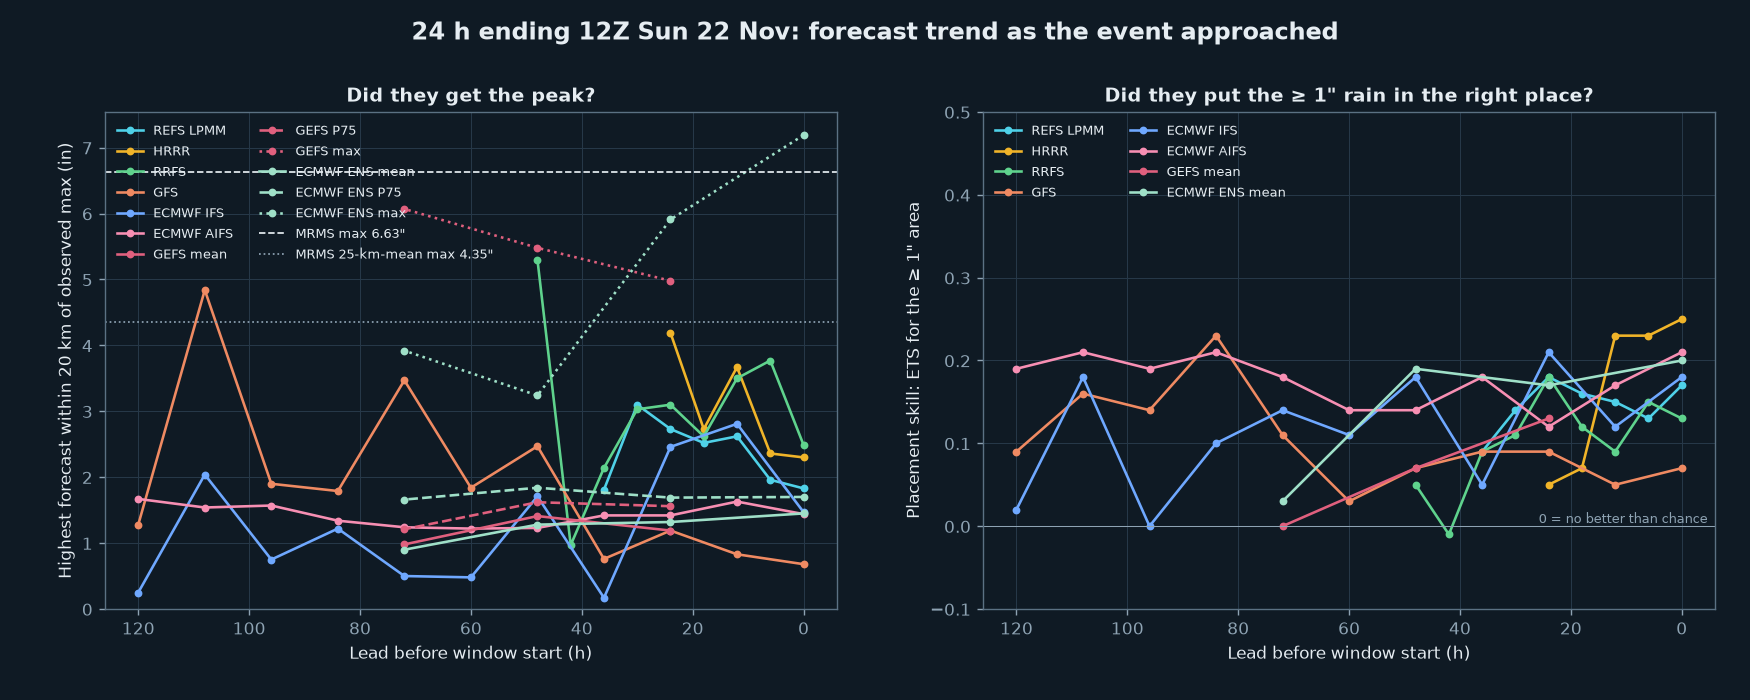 24 h ending 12Z Sun 22 Nov: forecast trend as the event approached
Did they get the peak?
Highest forecast within 20 km of observed max (in)
7
6
5
4
3
2
1
0
REFS LPMM
HRRR
RRFS
GFS
ECMWF IFS
ECMWF AIFS
GEFS mean
GEFS P75
GEFS max
ECMWF ENS mean
ECMWF ENS P75
ECMWF ENS max
MRMS max 6.63"
MRMS 25-km-mean max 4.35"
120 100 80 60 40 20 0
Lead before window start (h)
Did they put the ≥ 1" rain in the right place?
Placement skill: ETS for the ≥ 1" area
0.5
0.4
0.3
0.2
0.1
0.0
−0.1
REFS LPMM
HRRR
RRFS
GFS
ECMWF IFS
ECMWF AIFS
GEFS mean
ECMWF ENS mean
0 = no better than chance
120 100 80 60 40 20 0
Lead before window start (h)